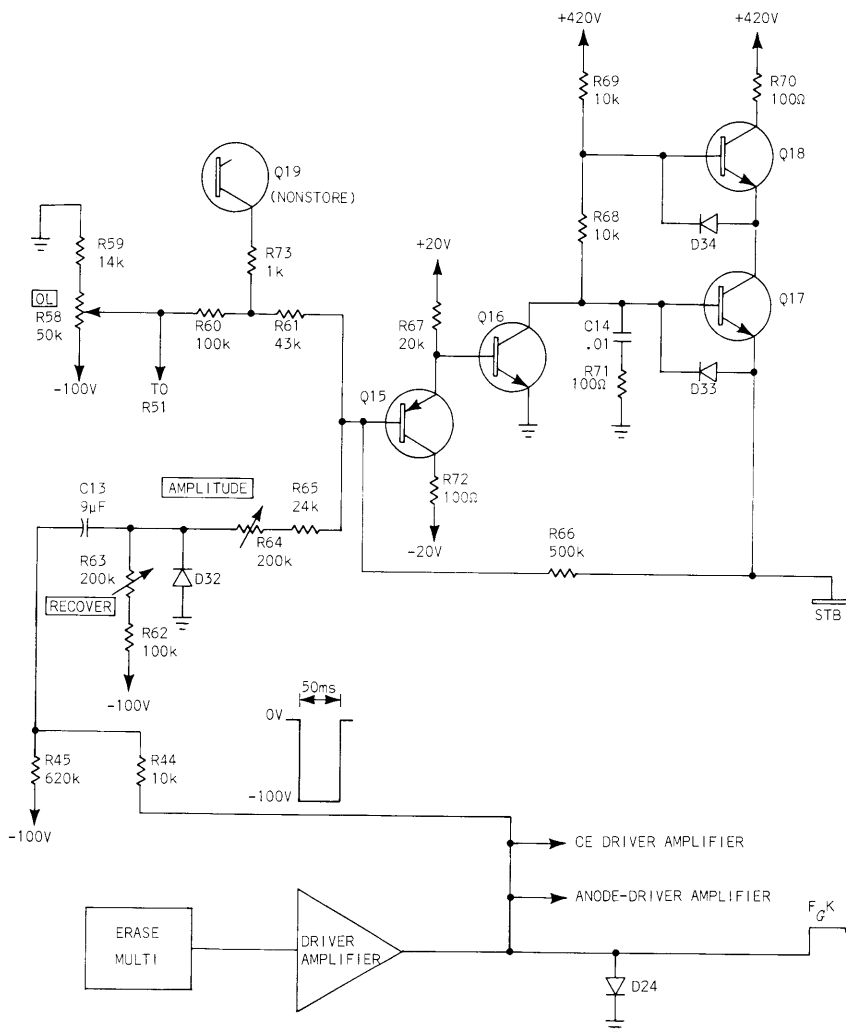 +420V
+420V
R69
10k
R70
100Ω
Q18
Q19
(NONSTORE)
R59
14k
R73
1k
R68
10k
D34
+20V
OL
R58
50k
R60
100k
R61
43k
R67
20k
Q16
Q17
C14
.01
-100V
TO
R51
Q15
R71
100Ω
D33
C13
9µF
AMPLITUDE
R65
24k
R72
100Ω
R63
200k
D32
R64
200k
-20V
R66
500k
RECOVER
R62
100k
STB
-100V
50ms
0V
R45
620k
R44
10k
-100V
-100V
CE DRIVER AMPLIFIER
ANODE-DRIVER AMPLIFIER
FGK
ERASE
MULTI
DRIVER
AMPLIFIER
D24